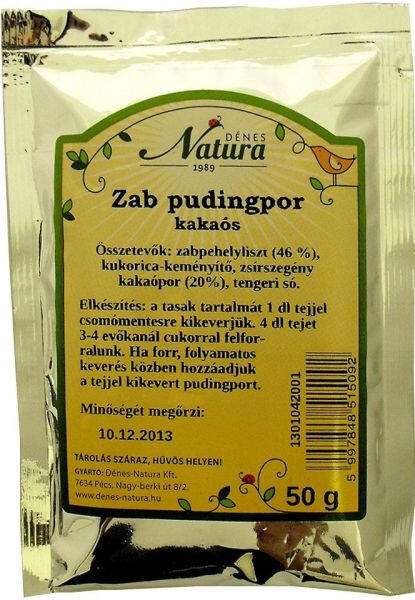 DÉNES
Natura
1989
Zab pudingpor
kakaós
Összetevők: zabpehelyliszt (46 %),
kukorica-keményítő, zsírszegény
kakaópor (20%), tengeri só.
Elkészítés: a tasak tartalmát 1 dl tejjel
csomómentesre kikeverjük. 4 dl tejet
3-4 evőkanál cukorral felfor-
ralunk. Ha forr, folyamatos
keverés közben hozzáadjuk
a tejjel kikevert pudingport.
Minőségét megőrzi:
10.12.2013
TÁROLÁS SZÁRAZ, HŰVÖS HELYEN!
GYÁRTÓ: Dénes-Natura Kft.
7634 Pécs, Nagy-berki út 8/2.
www.denes-natura.hu
50 g
1301042001
5 997848 515092